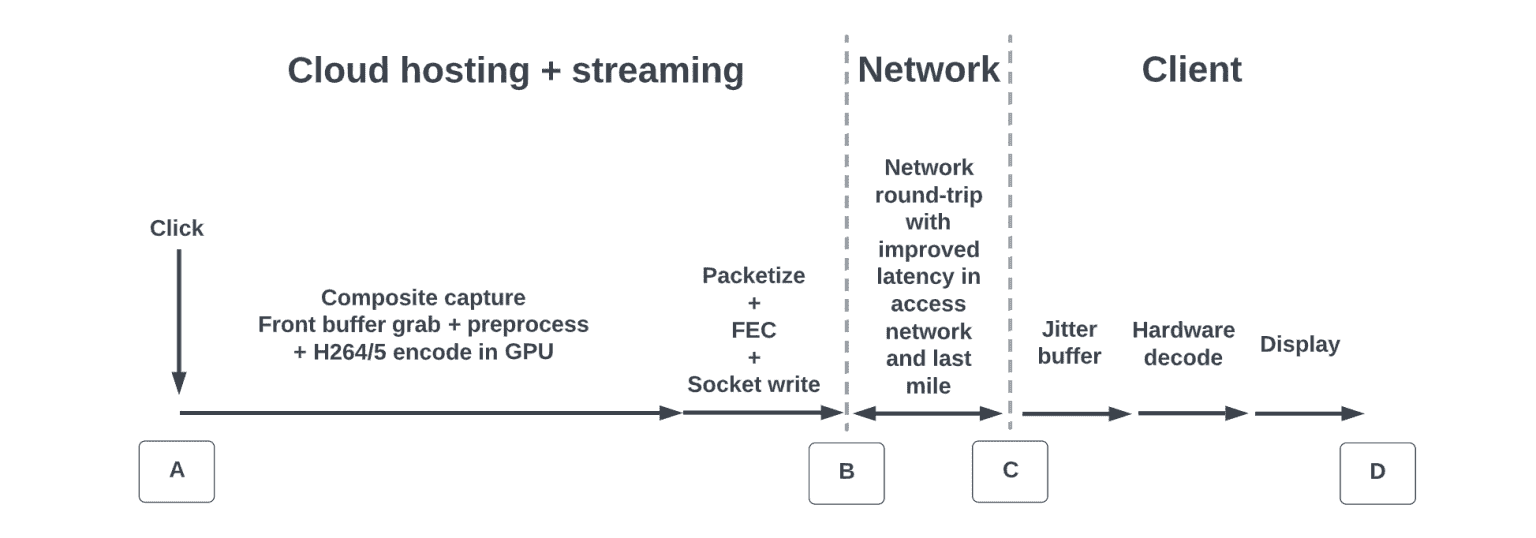 Cloud hosting + streaming
Network
Client
Click
Composite capture
Front buffer grab + preprocess
+ H264/5 encode in GPU
Packetize
+
FEC
+
Socket write
Network
round-trip
with
improved
latency in
access
network
and last
mile
Jitter
buffer
Hardware
decode
Display
A
B
C
D